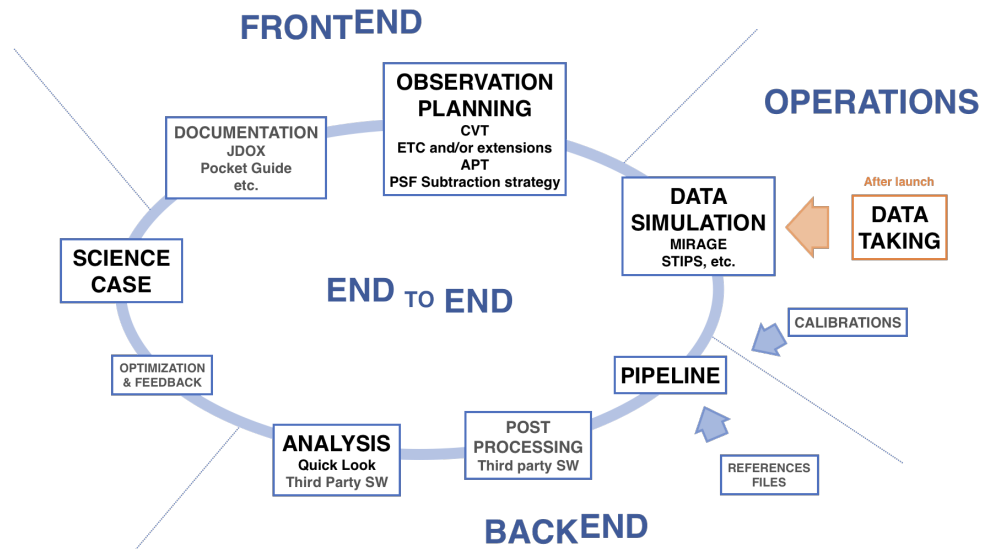 FRONTEND
OBSERVATION
PLANNING
CVT
ETC and/or extensions
APT
PSF Subtraction strategy
OPERATIONS
DOCUMENTATION
JDOX
Pocket Guide
etc.
After launch
DATA
TAKING
DATA
SIMULATION
MIRAGE
STIPS, etc.
SCIENCE
CASE
END TO END
CALIBRATIONS
OPTIMIZATION
& FEEDBACK
PIPELINE
POST
PROCESSING
Third party SW
ANALYSIS
Quick Look
Third Party SW
REFERENCES
FILES
BACKEND